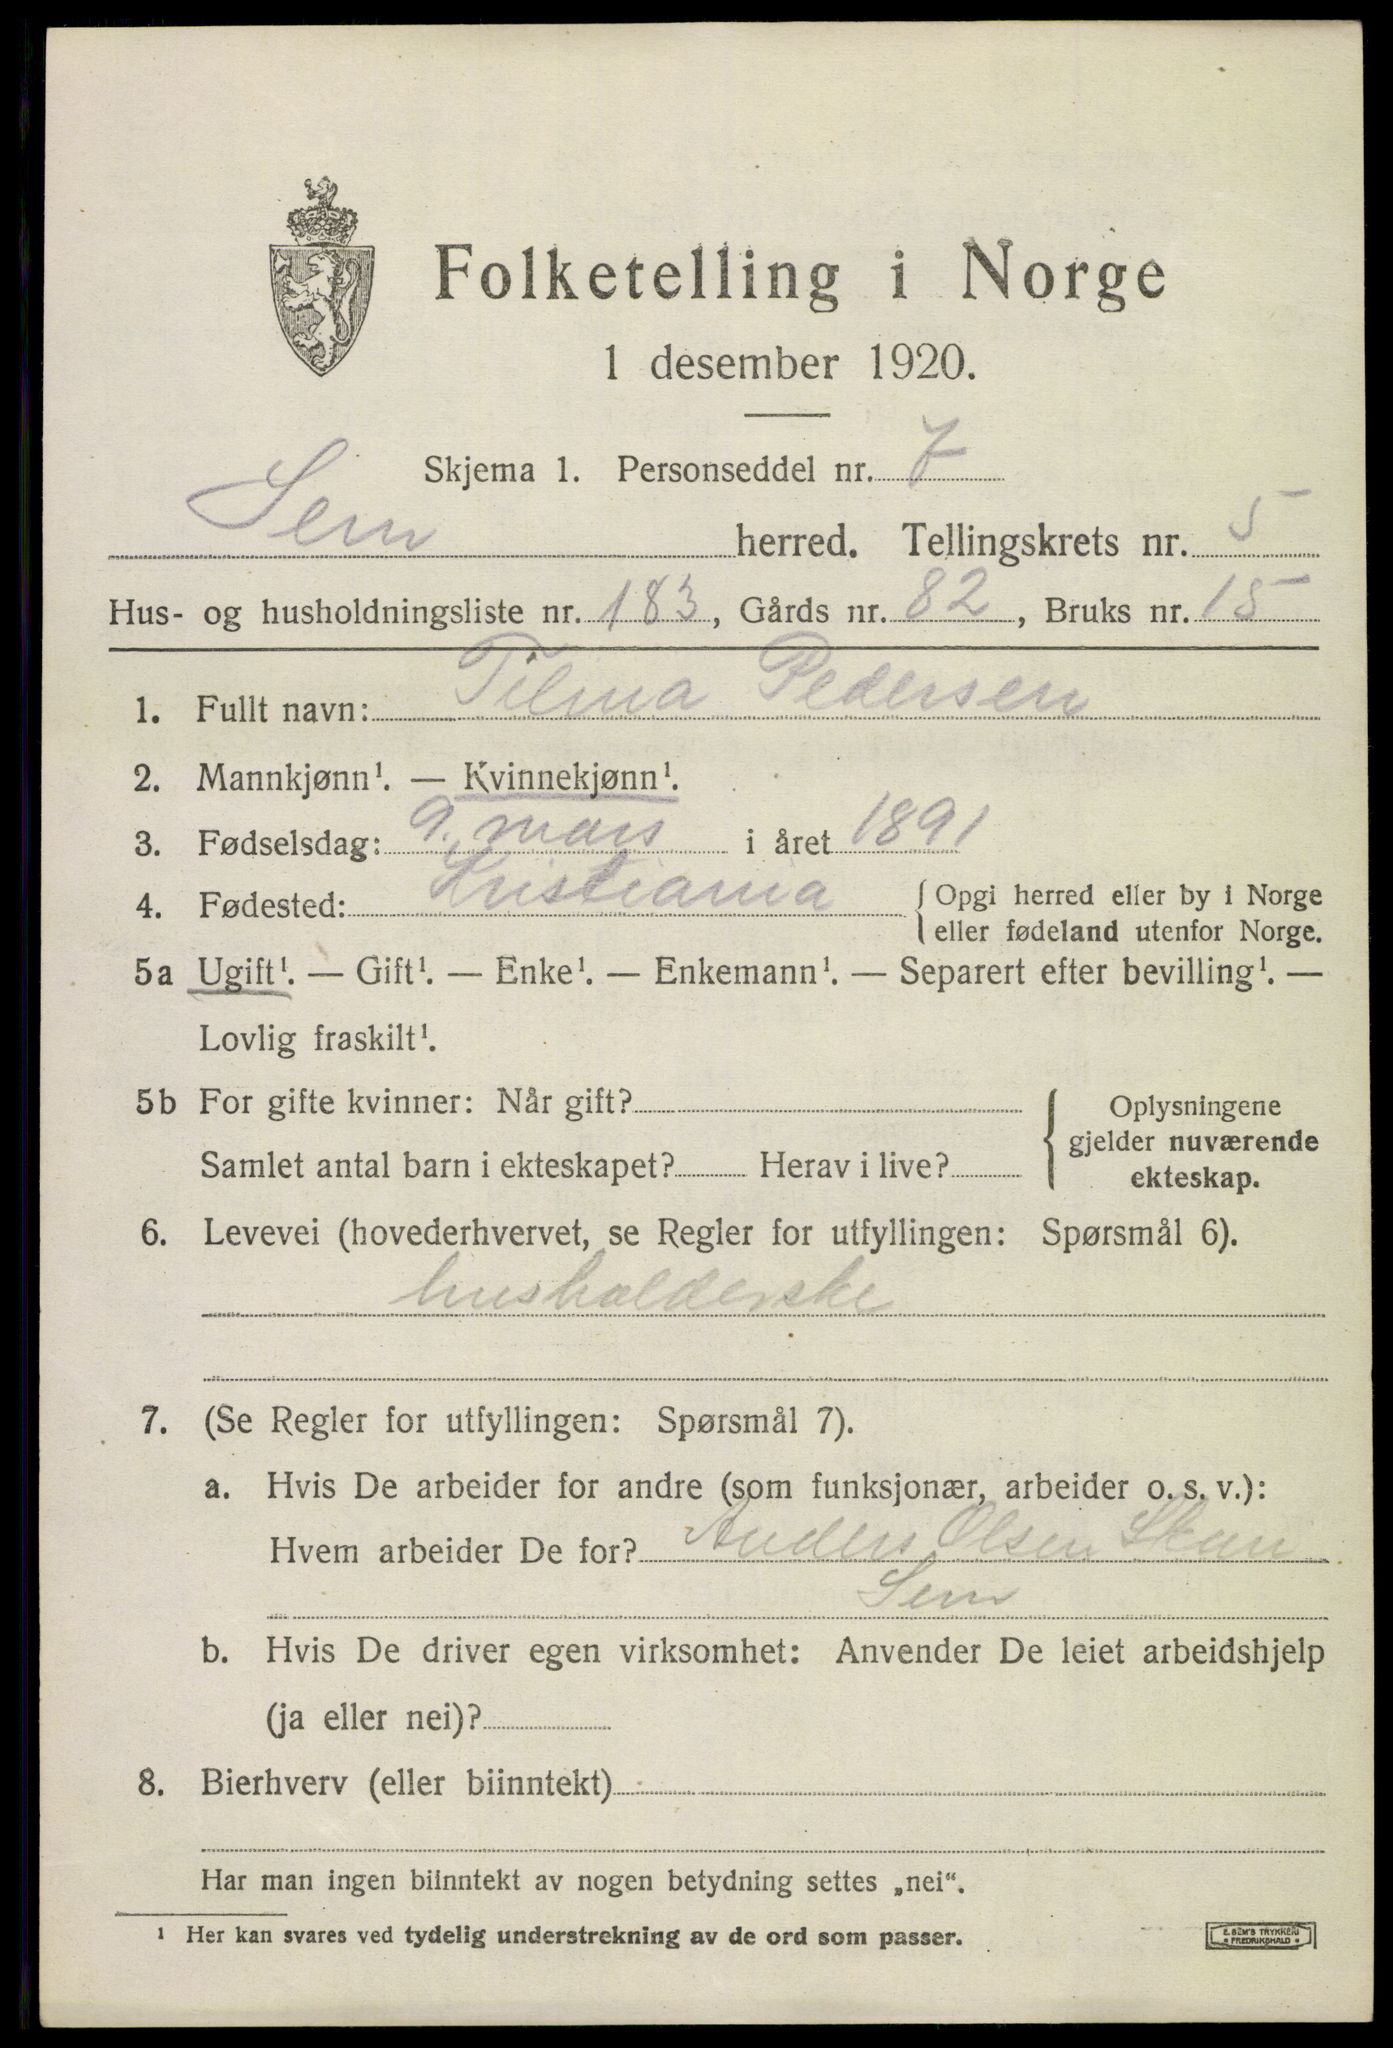 Folketelling i Norge
1 desember 1920.
Skjema 1. Personseddel nr. 7
Sem herred. Tellingskrets nr. 5
Hus- og husholdningsliste nr. 183, Gårds nr. 82, Bruks nr. 15
1. Fullt navn: Tilma Pedersen
2. Mannkjønn¹. — Kvinnekjønn¹.
3. Fødselsdag: 9. mars i året 1891
4. Fødested: Kristiania { Opgi herred eller by i Norge
eller fødeland utenfor Norge.
5a Ugift¹. — Gift¹. — Enke¹. — Enkemann¹. — Separert efter bevilling¹. —
Lovlig fraskilt¹.
5b For gifte kvinner: Når gift? { Oplysningene
gjelder nuværende
Samlet antal barn i ekteskapet? Herav i live?
ekteskap.
6. Levevei (hovederhvervet, se Regler for utfyllingen: Spørsmål 6).
husholderske
7. (Se Regler for utfyllingen: Spørsmål 7).
a. Hvis De arbeider for andre (som funksjonær, arbeider o. s. v.):
Hvem arbeider De for? Anders Olsen Skau
Sem
b. Hvis De driver egen virksomhet: Anvender De leiet arbeidshjelp
(ja eller nei)?
8. Bierhverv (eller biinntekt)
Har man ingen biinntekt av nogen betydning settes „nei“.
¹ Her kan svares ved tydelig understrekning av de ord som passer.
E. SEM'S TRYKKERI
FREDRIKSHALD